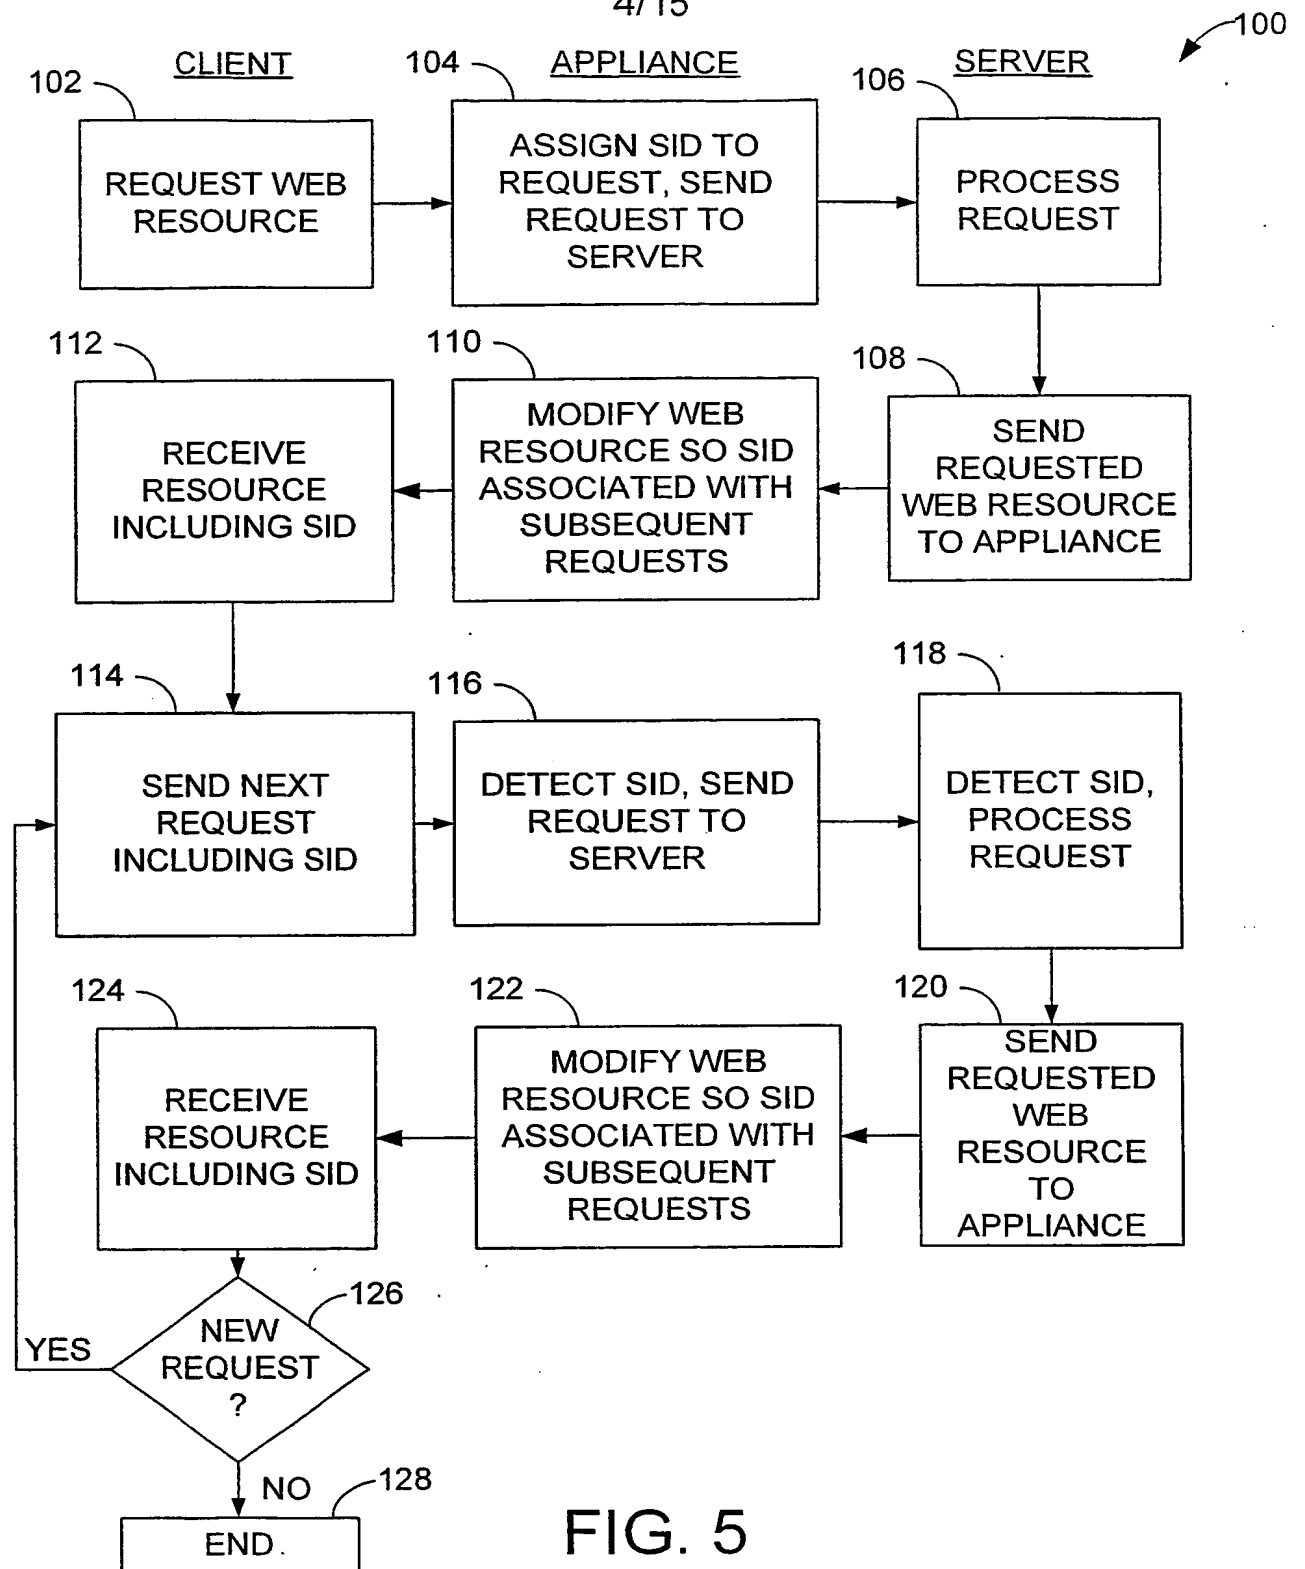 4/15
100
CLIENT
APPLIANCE
SERVER
102
104
106
REQUEST WEB
RESOURCE
ASSIGN SID TO
REQUEST, SEND
REQUEST TO
SERVER
PROCESS
REQUEST
112
110
108
RECEIVE
RESOURCE
INCLUDING SID
MODIFY WEB
RESOURCE SO SID
ASSOCIATED WITH
SUBSEQUENT
REQUESTS
SEND
REQUESTED
WEB RESOURCE
TO APPLIANCE
114
116
118
SEND NEXT
REQUEST
INCLUDING SID
DETECT SID, SEND
REQUEST TO
SERVER
DETECT SID,
PROCESS
REQUEST
124
122
120
RECEIVE
RESOURCE
INCLUDING SID
MODIFY WEB
RESOURCE SO SID
ASSOCIATED WITH
SUBSEQUENT
REQUESTS
SEND
REQUESTED
WEB
RESOURCE
TO
APPLIANCE
126
NEW
REQUEST
?
YES
NO
128
END
FIG. 5